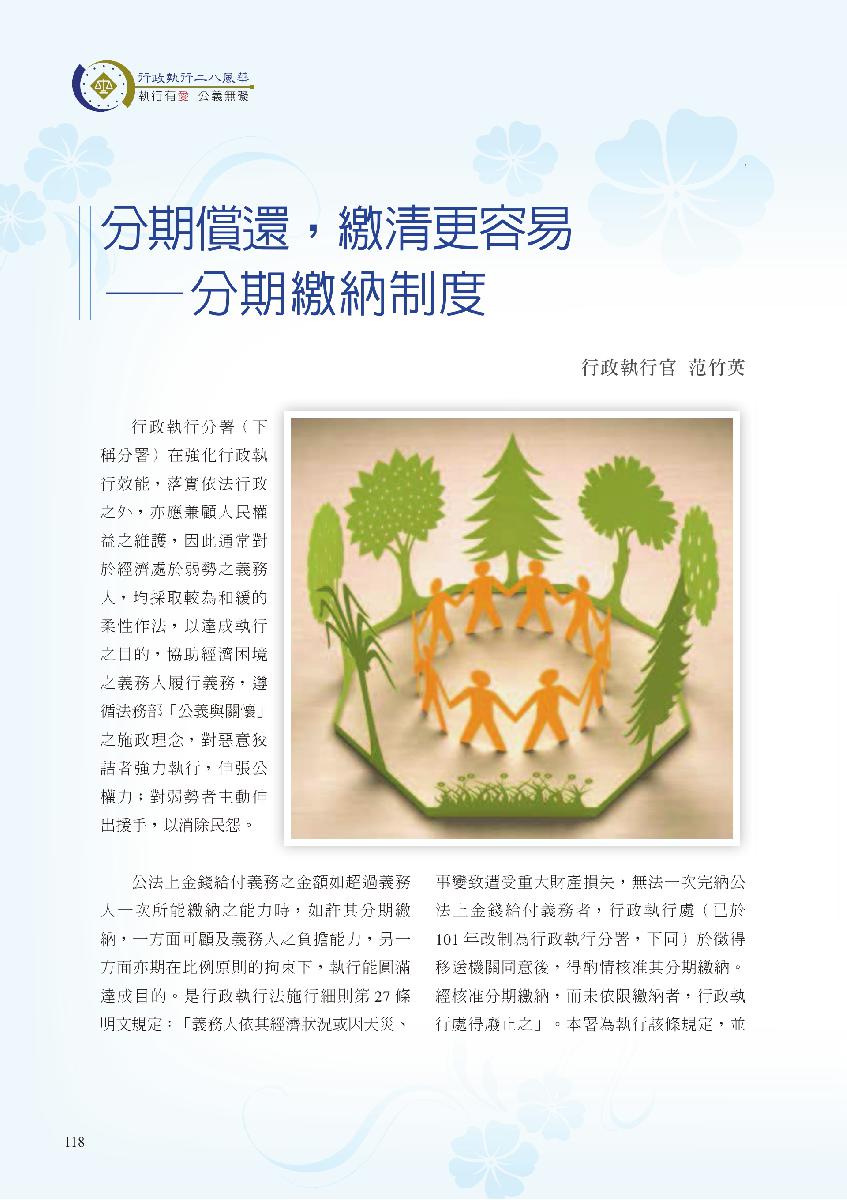 行政執行二八風華
執行有愛 公義無礙
分期償還，繳清更容易
——分期繳納制度
行政執行官 范竹英
行政執行分署（下
稱分署）在強化行政執
行效能，落實依法行政
之外，亦應兼顧人民權
益之維護，因此通常對
於經濟處於弱勢之義務
人，均採取較為和緩的
柔性作法，以達成執行
之目的，協助經濟困境
之義務人履行義務，遵
循法務部「公義與關懷」
之施政理念，對惡意狡
詰者強力執行，伸張公
權力；對弱勢者主動伸
出援手，以消除民怨。
公法上金錢給付義務之金額如超過義務
人一次所能繳納之能力時，如許其分期繳
納，一方面可顧及義務人之負擔能力，另一
方面亦期在比例原則的拘束下，執行能圓滿
達成目的。是行政執行法施行細則第 27 條
明文規定：「義務人依其經濟狀況或因天災、
事變致遭受重大財產損失，無法一次完納公
法上金錢給付義務者，行政執行處（已於
101 年改制為行政執行分署，下同）於徵得
移送機關同意後，得酌情核准其分期繳納。
經核准分期繳納，而未依限繳納者，行政執
行處得廢止之」。本署為執行該條規定，並
118